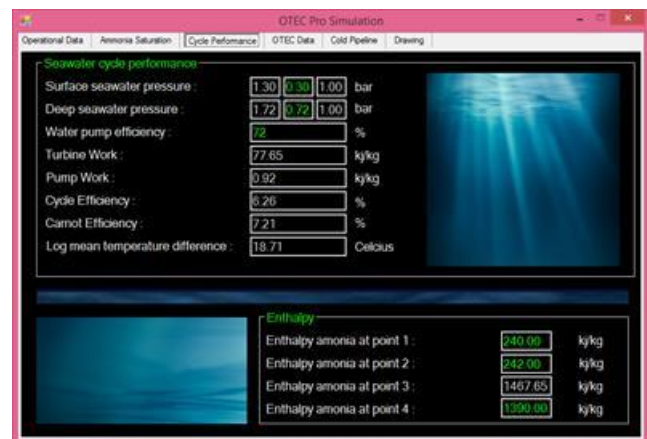 OTEC Pro Simulation
Operational Data Ammonia Saturation Cycle Performance OTEC Data Cold Pipeline Drawing
Seawater cycle performance
Surface seawater pressure : 1.30 0.30 1.00 bar
Deep seawater pressure : 1.72 0.72 1.00 bar
Water pump efficiency : 72 %
Turbine Work : 77.65 kj/kg
Pump Work : 0.92 kj/kg
Cycle Efficiency : 6.26 %
Carnot Efficiency : 7.21 %
Log mean temperature difference : 18.71 Celcius
Enthalpy
Enthalpy amonia at point 1 : 240.00 kj/kg
Enthalpy amonia at point 2 : 242.00 kj/kg
Enthalpy amonia at point 3 : 1467.65 kj/kg
Enthalpy amonia at point 4 : 1390.00 kj/kg